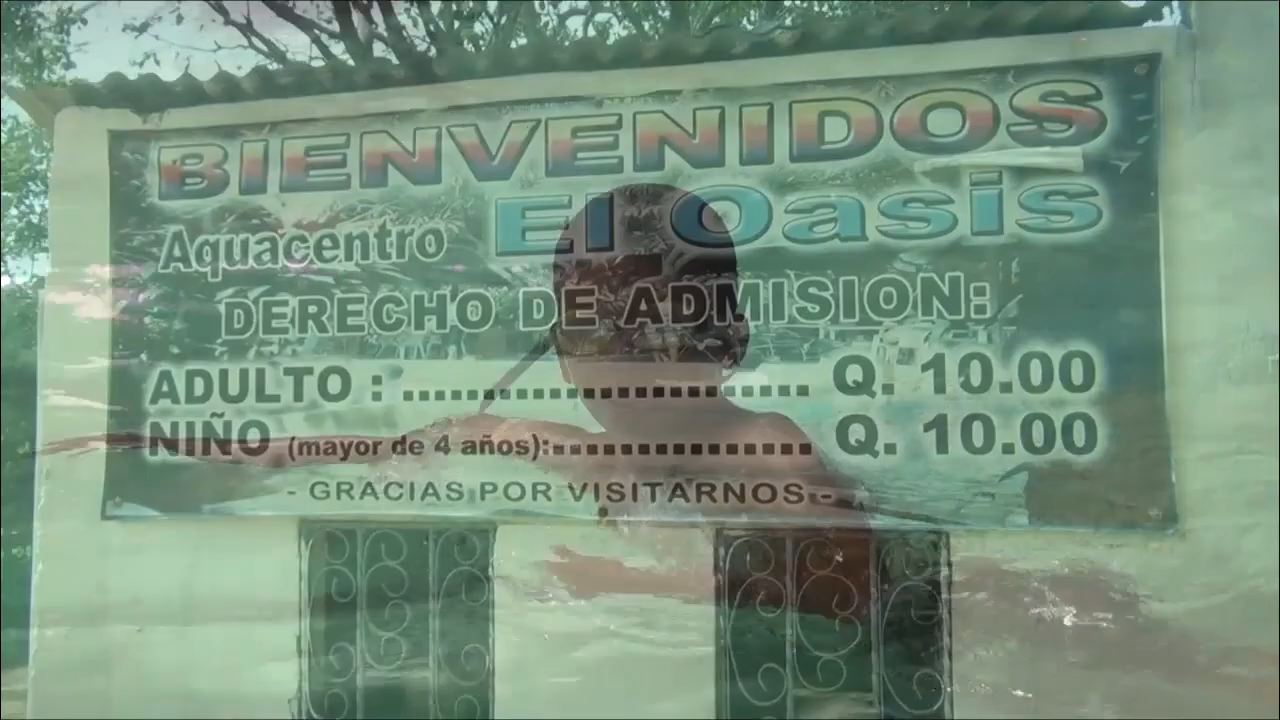 BIENVENIDOS
Aquacentro El Oasis
DERECHO DE ADMISION:
ADULTO : ................................. Q. 10.00
NIÑO (mayor de 4 años):.................... Q. 10.00
- GRACIAS POR VISITARNOS -